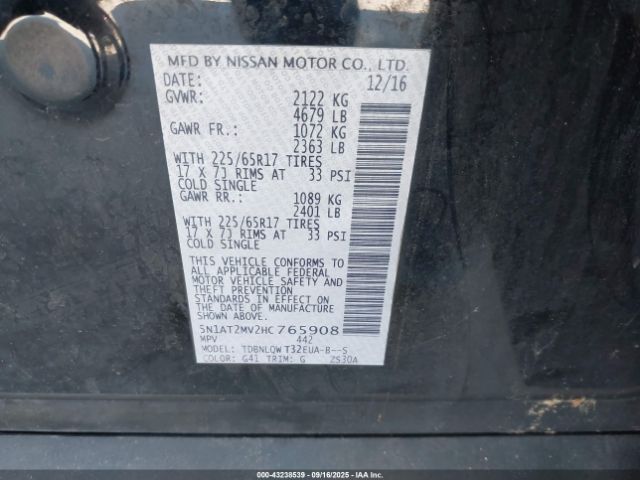 MFD BY NISSAN MOTOR CO., LTD.
DATE: 12/16
GVWR: 2122 KG
4679 LB
GAWR FR.: 1072 KG
2363 LB
WITH 225/65R17 TIRES
17 X 7J RIMS AT 33 PSI
COLD SINGLE
GAWR RR.: 1089 KG
2401 LB
WITH 225/65R17 TIRES
17 X 7J RIMS AT 33 PSI
COLD SINGLE
THIS VEHICLE CONFORMS TO
ALL APPLICABLE FEDERAL
MOTOR VEHICLE SAFETY AND
THEFT PREVENTION
STANDARDS IN EFFECT ON
THE DATE OF MANUFACTURE
SHOWN ABOVE.
5N1AT2MV2HC765908
MPV 442
MODEL: TDBNLQW T32EUA-B--S
COLOR: G41 TRIM: G ZS30A
000-43238539 - 09/16/2025 - IAA Inc.